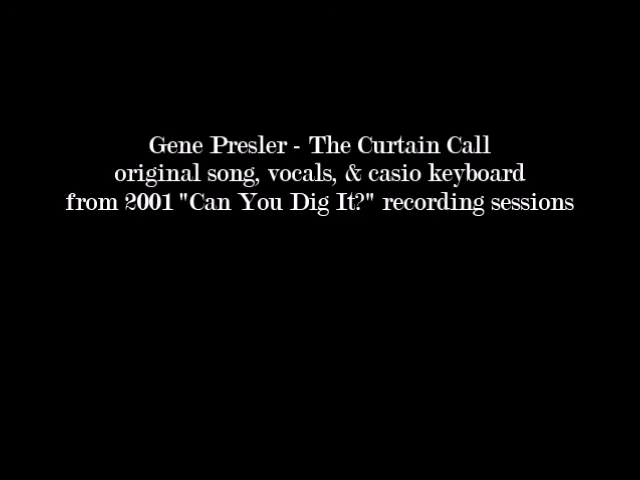 Gene Presler - The Curtain Call
original song, vocals, & casio keyboard
from 2001 "Can You Dig It?" recording sessions